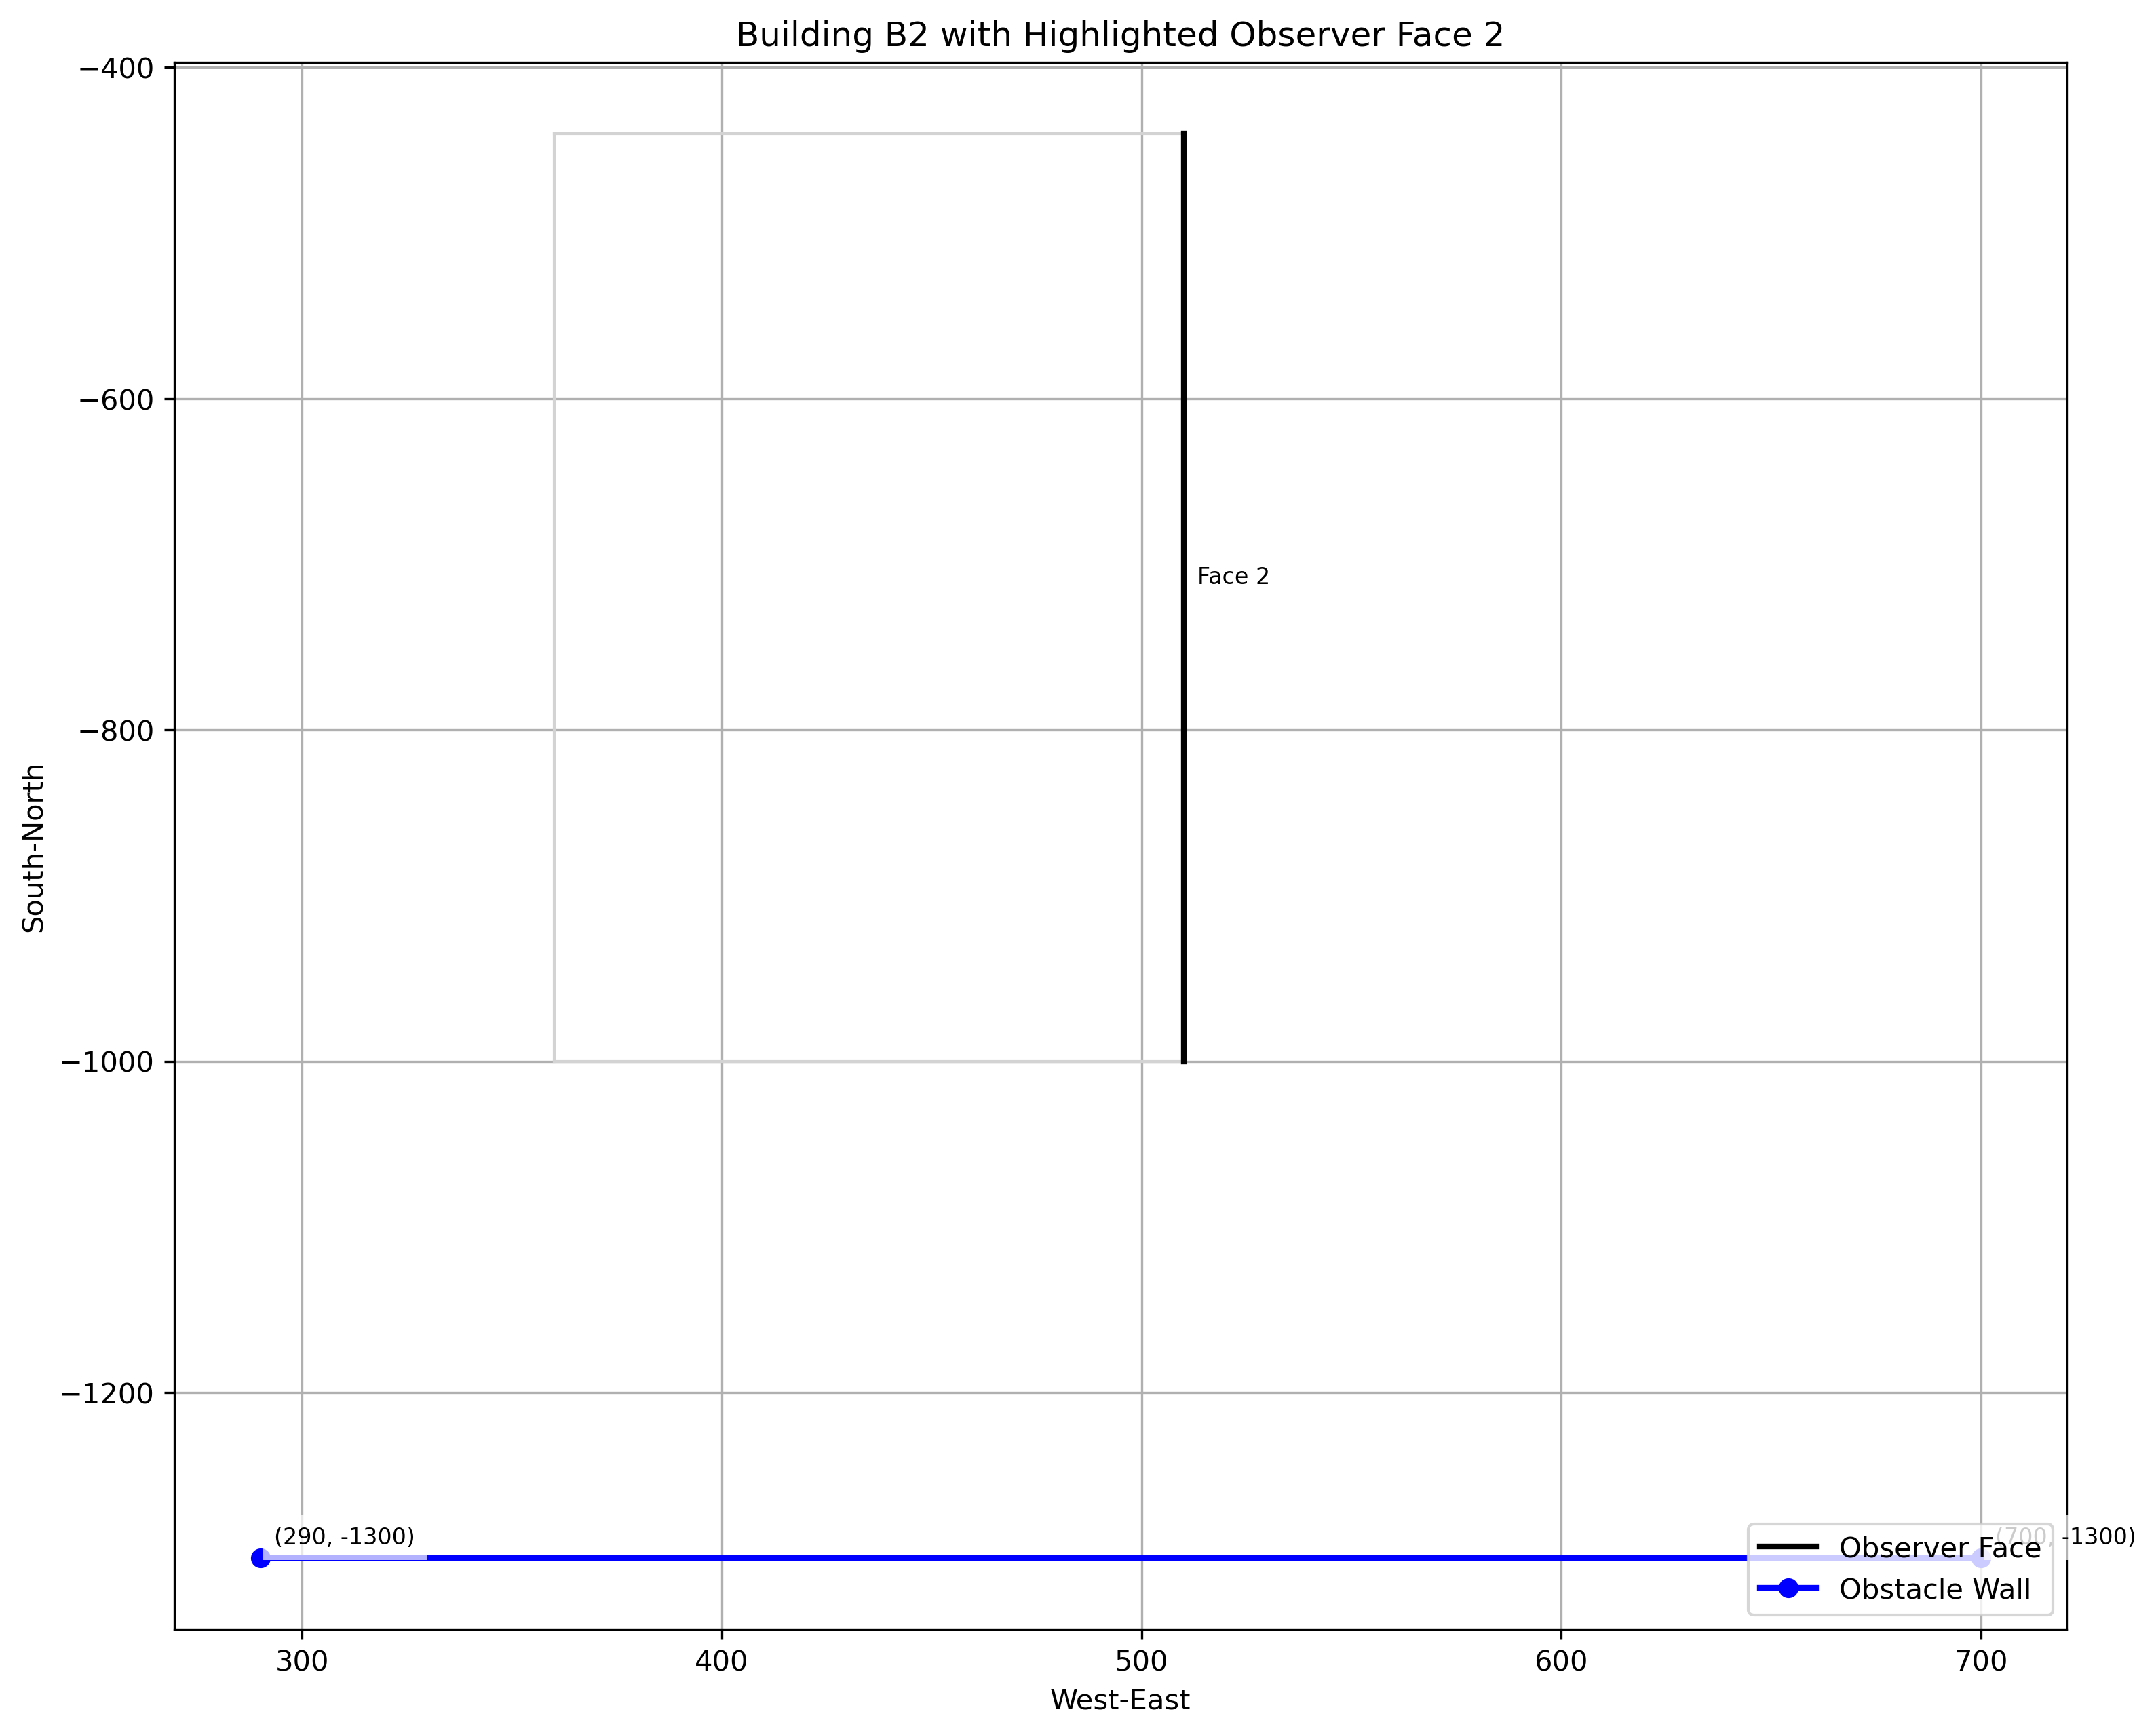 Building B2 with Highlighted Observer Face 2
−400
−600
−800
−1000
−1200
South-North
Face 2
(290, -1300)
(700, -1300)
Observer Face
Obstacle Wall
300
400
500
600
700
West-East